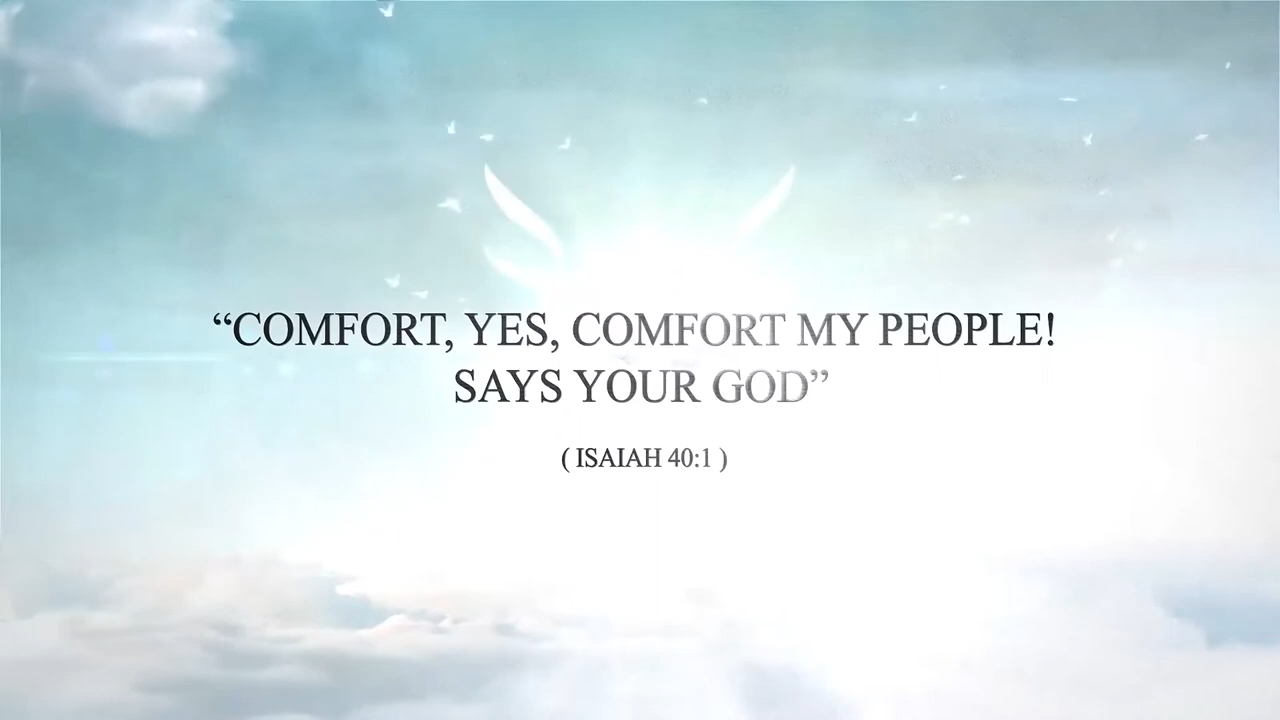 “COMFORT, YES, COMFORT MY PEOPLE!
SAYS YOUR GOD”
( ISAIAH 40:1 )